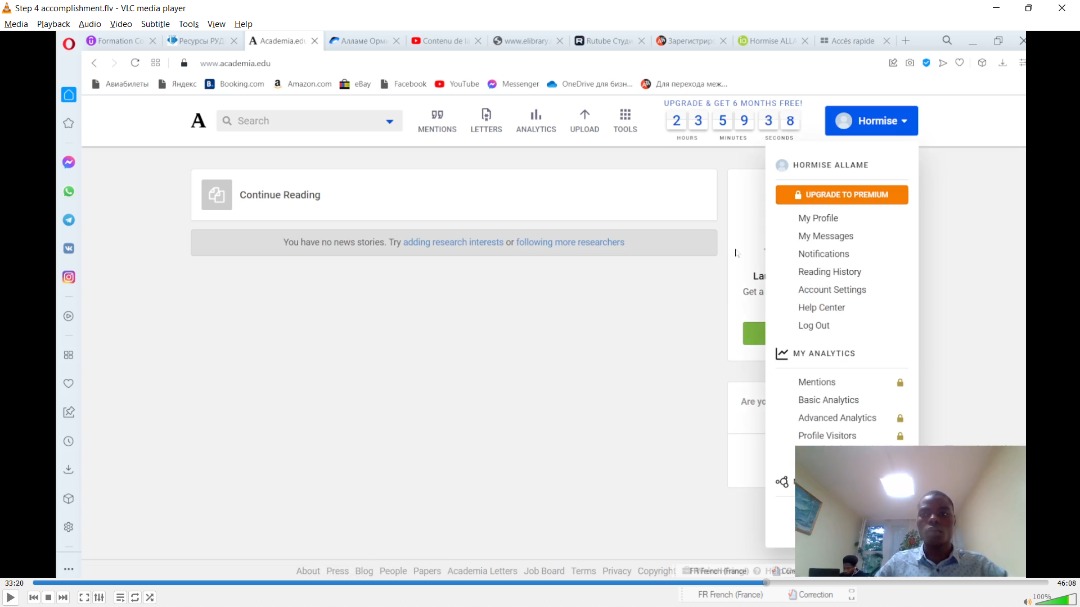 Step 4 accomplishment.flv - VLC media player
Media Playback Audio Video Subtitle Tools View Help
Formation Co
Ресурсы РУД
Academia.edu
Аллааме Орм
Contenu de l
www.elibrary
Rutube Студи
Зарегистрир
Hormise ALL
Accès rapide
www.academia.edu
Авиабилеты Яндекс Booking.com Amazon.com eBay Facebook YouTube Messenger OneDrive для бизн... Для перехода меж...
A Search
MENTIONS LETTERS ANALYTICS UPLOAD TOOLS
UPGRADE & GET 6 MONTHS FREE!
2 3 5 9 3 8
HOURS MINUTES SECONDS
Hormise
Continue Reading
You have no news stories. Try adding research interests or following more researchers
Lau
Get a
Are yo
HORMISE ALLAME
UPGRADE TO PREMIUM
My Profile
My Messages
Notifications
Reading History
Account Settings
Help Center
Log Out
MY ANALYTICS
Mentions
Basic Analytics
Advanced Analytics
Profile Visitors
About Press Blog People Papers Academia Letters Job Board Terms Privacy Copyright
FR French (France) Correction
33:20
46:08
100%